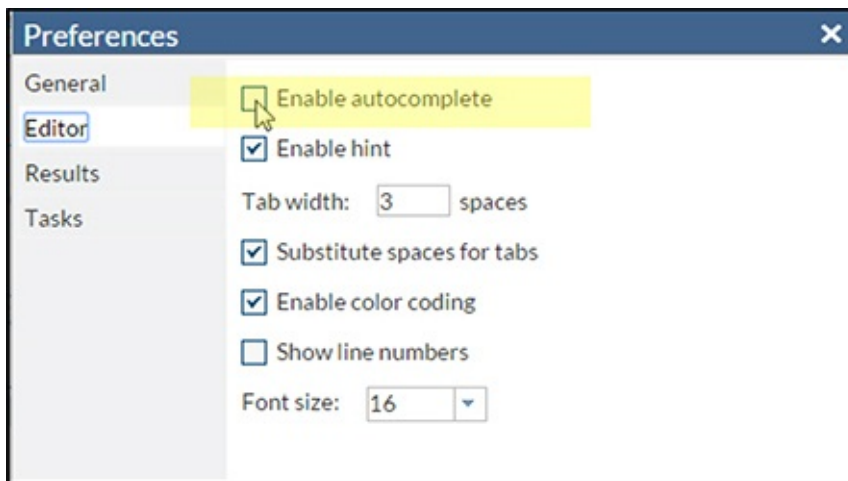 Preferences
General
Editor
Results
Tasks
Enable autocomplete
Enable hint
Tab width: 3 spaces
Substitute spaces for tabs
Enable color coding
Show line numbers
Font size: 16